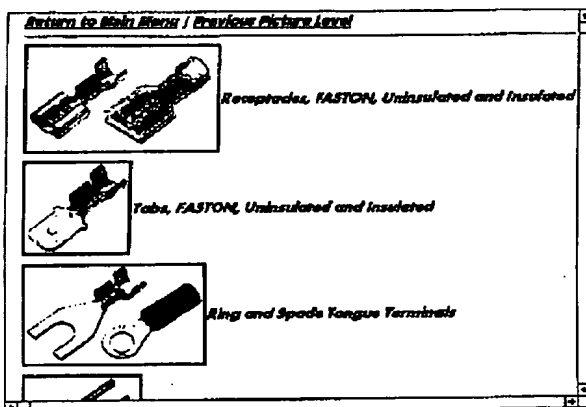 Return to Main Menu / Previous Picture Level
Receptacles, FASTON, Uninsulated and Insulated
Tabs, FASTON, Uninsulated and Insulated
Ring and Spade Tongue Terminals